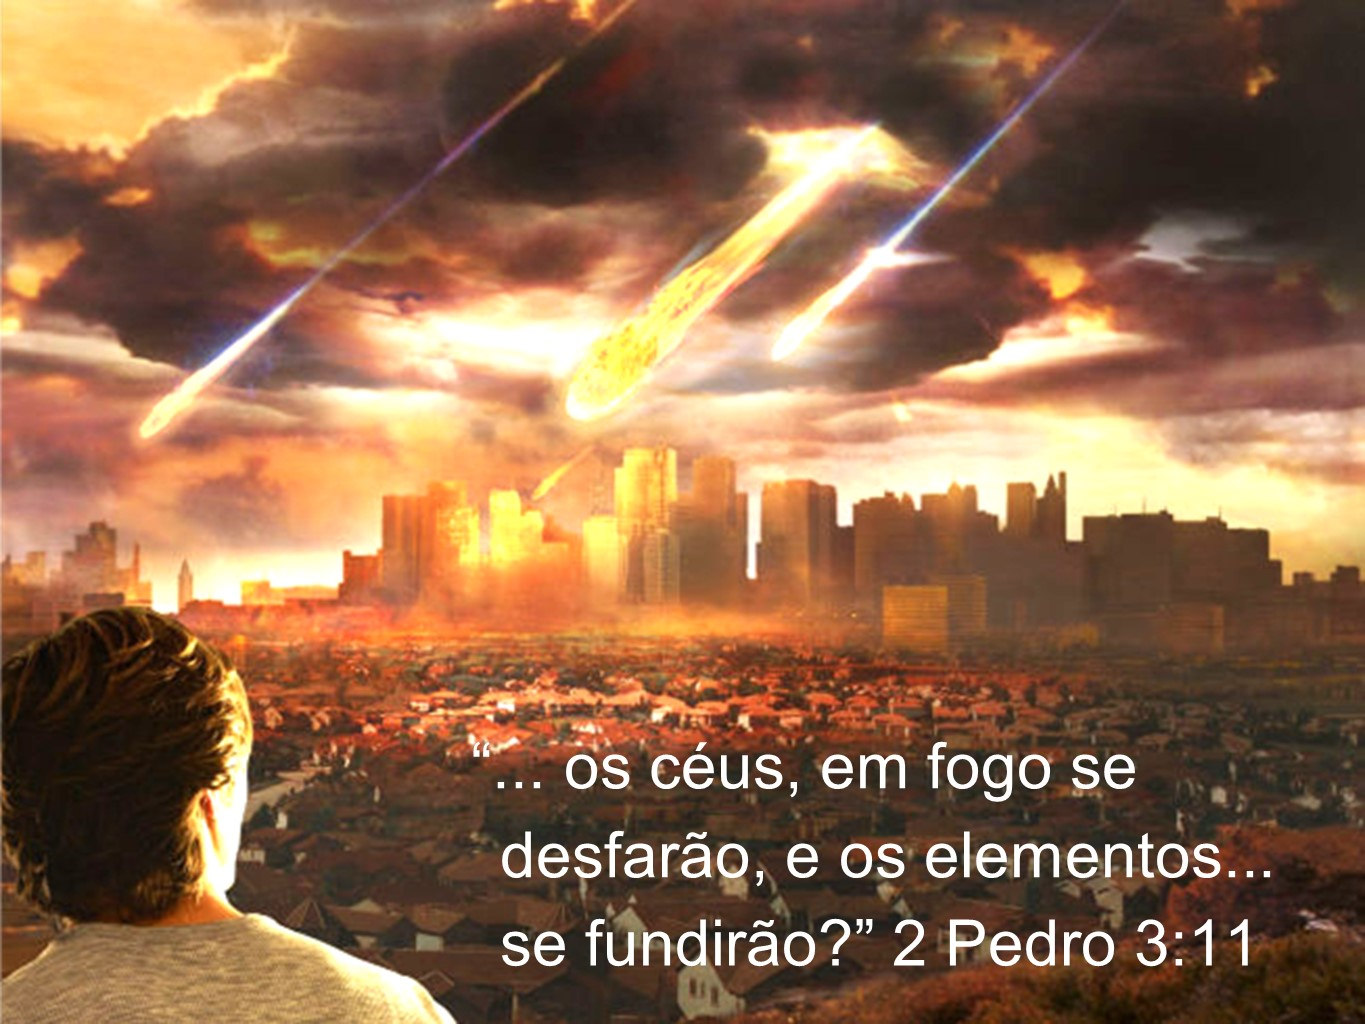 “... os céus, em fogo se
desfarão, e os elementos...
se fundirão?” 2 Pedro 3:11